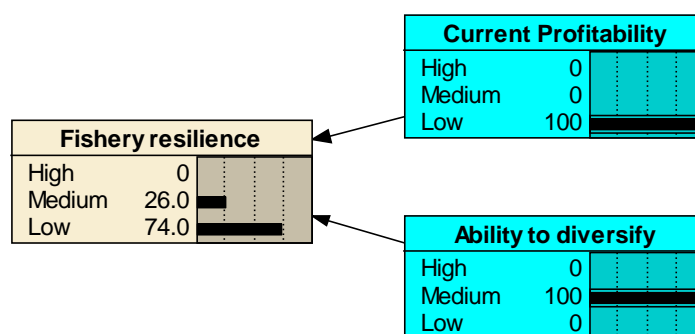 Current Profitability
High 0
Medium 0
Low 100
Fishery resilience
High 0
Medium 26.0
Low 74.0
Ability to diversify
High 0
Medium 100
Low 0